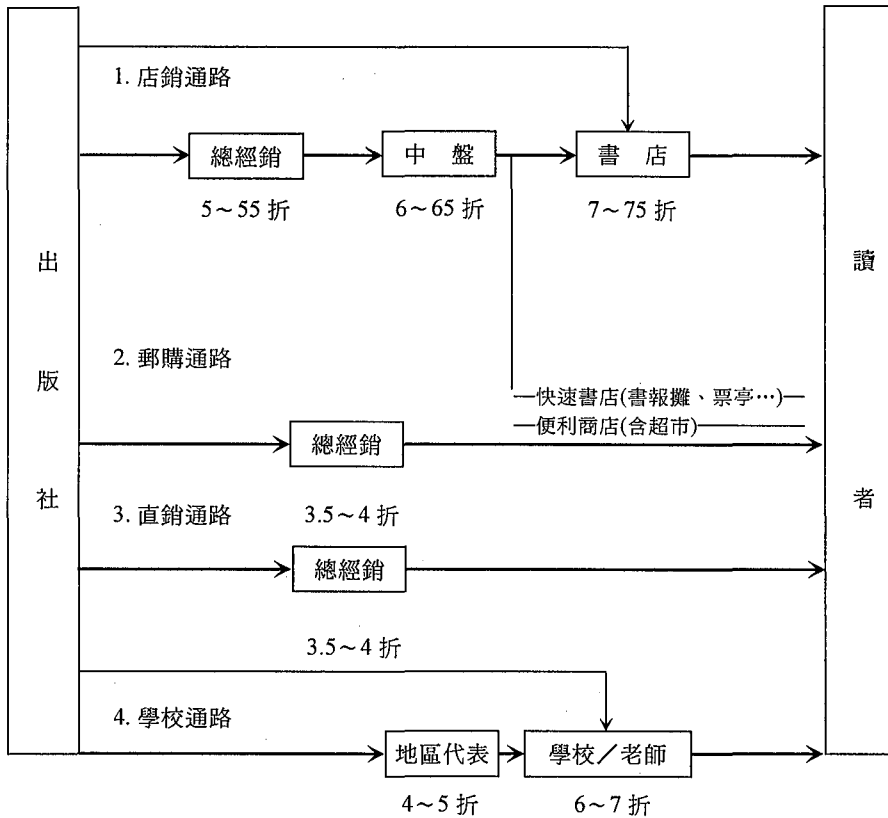 出版社
讀者
1. 店銷通路
總經銷
中 盤
書 店
5~55 折
6~65 折
7~75 折
2. 郵購通路
快速書店(書報攤、票亭…)
便利商店(含超市)
總經銷
3. 直銷通路
3.5~4 折
總經銷
3.5~4 折
4. 學校通路
地區代表
學校/老師
4~5 折
6~7 折